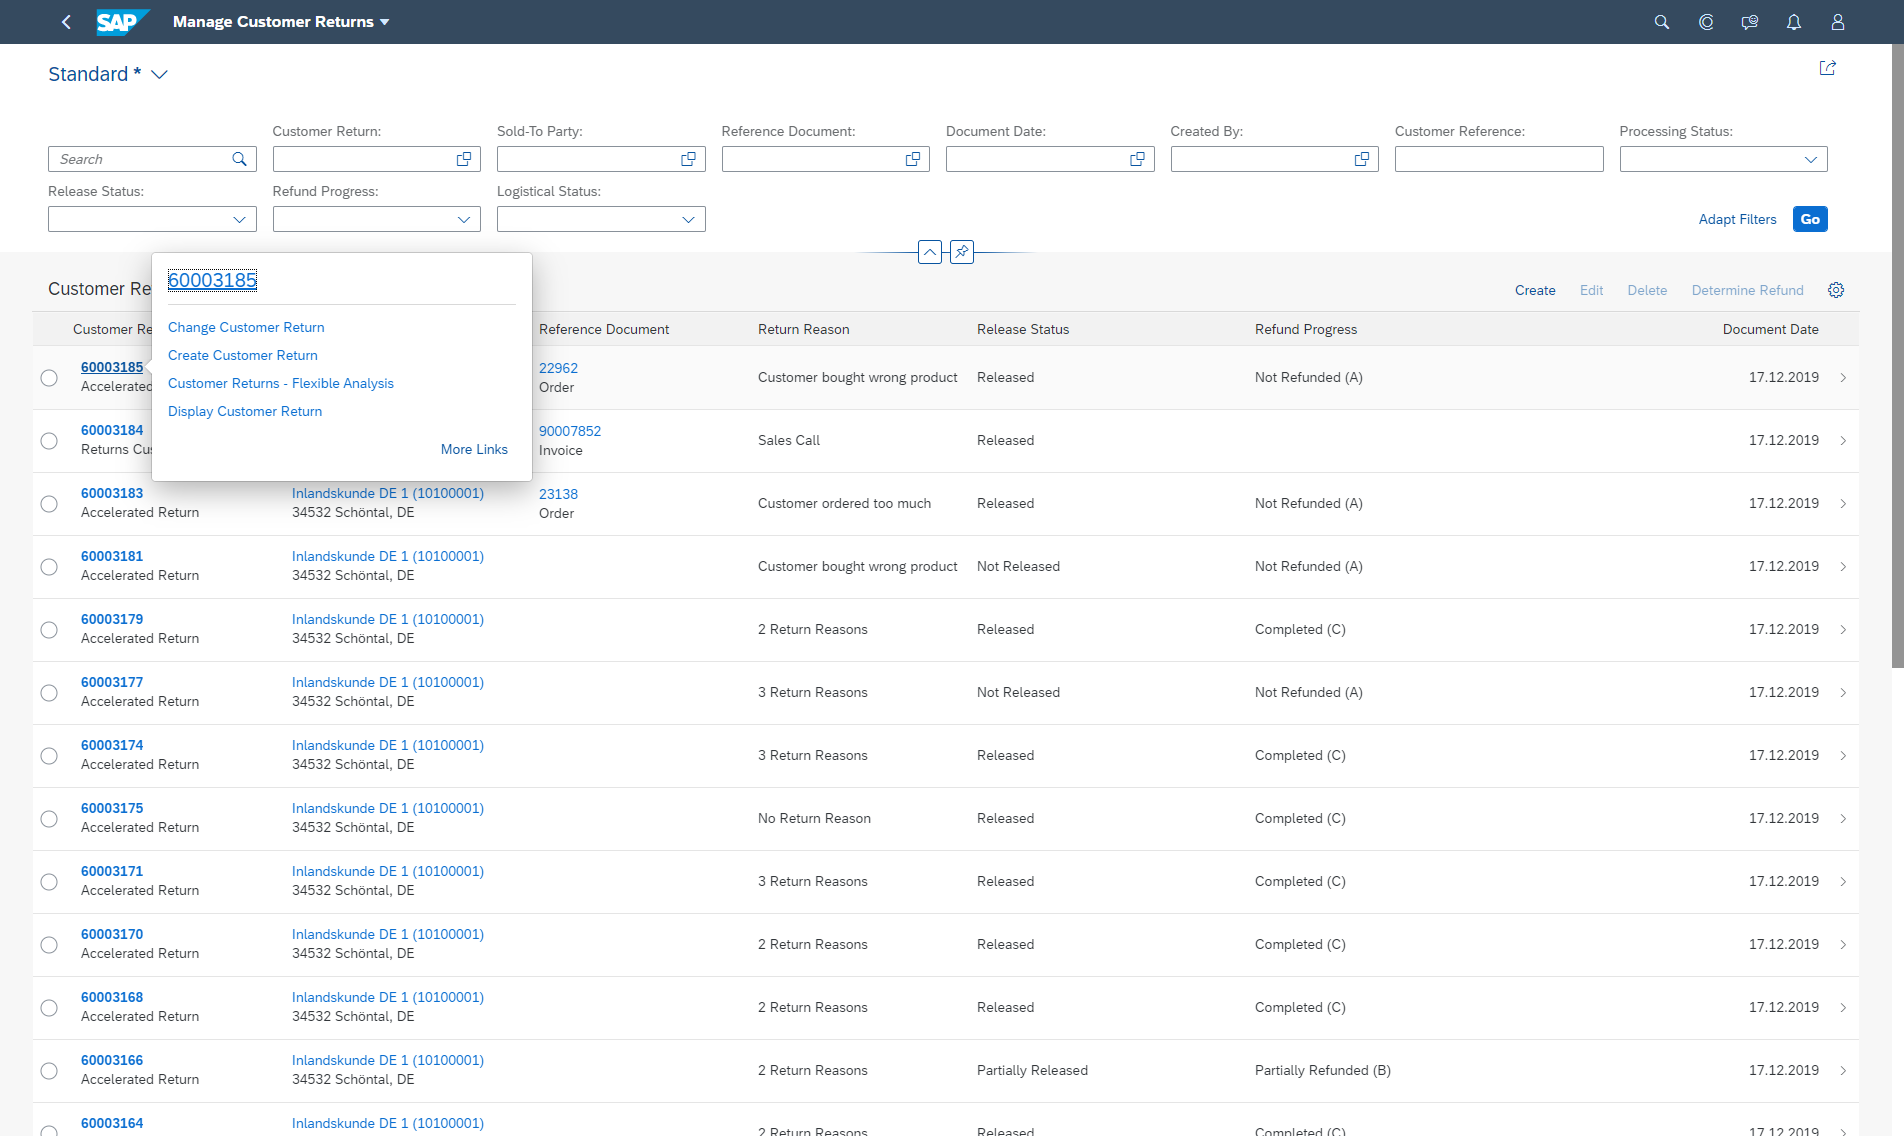 SAP Manage Customer Returns
Standard *
Customer Return: Sold-To Party: Reference Document: Document Date: Created By: Customer Reference: Processing Status:
Search
Release Status: Refund Progress: Logistical Status:
Adapt Filters Go
60003185
Change Customer Return
Create Customer Return
Customer Returns - Flexible Analysis
Display Customer Return
More Links
Customer Re Create Edit Delete Determine Refund
Customer Re Reference Document Return Reason Release Status Refund Progress Document Date
60003185 22962
Accelerated Order Customer bought wrong product Released Not Refunded (A) 17.12.2019
60003184 90007852
Returns Cus Invoice Sales Call Released 17.12.2019
60003183 Inlandskunde DE 1 (10100001) 23138
Accelerated Return 34532 Schöntal, DE Order Customer ordered too much Released Not Refunded (A) 17.12.2019
60003181 Inlandskunde DE 1 (10100001)
Accelerated Return 34532 Schöntal, DE Customer bought wrong product Not Released Not Refunded (A) 17.12.2019
60003179 Inlandskunde DE 1 (10100001)
Accelerated Return 34532 Schöntal, DE 2 Return Reasons Released Completed (C) 17.12.2019
60003177 Inlandskunde DE 1 (10100001)
Accelerated Return 34532 Schöntal, DE 3 Return Reasons Not Released Not Refunded (A) 17.12.2019
60003174 Inlandskunde DE 1 (10100001)
Accelerated Return 34532 Schöntal, DE 3 Return Reasons Released Completed (C) 17.12.2019
60003175 Inlandskunde DE 1 (10100001)
Accelerated Return 34532 Schöntal, DE No Return Reason Released Completed (C) 17.12.2019
60003171 Inlandskunde DE 1 (10100001)
Accelerated Return 34532 Schöntal, DE 3 Return Reasons Released Completed (C) 17.12.2019
60003170 Inlandskunde DE 1 (10100001)
Accelerated Return 34532 Schöntal, DE 2 Return Reasons Released Completed (C) 17.12.2019
60003168 Inlandskunde DE 1 (10100001)
Accelerated Return 34532 Schöntal, DE 2 Return Reasons Released Completed (C) 17.12.2019
60003166 Inlandskunde DE 1 (10100001)
Accelerated Return 34532 Schöntal, DE 2 Return Reasons Partially Released Partially Refunded (B) 17.12.2019
60003164 Inlandskunde DE 1 (10100001)
2 Return Reasons Released Completed (C) 17.12.2019